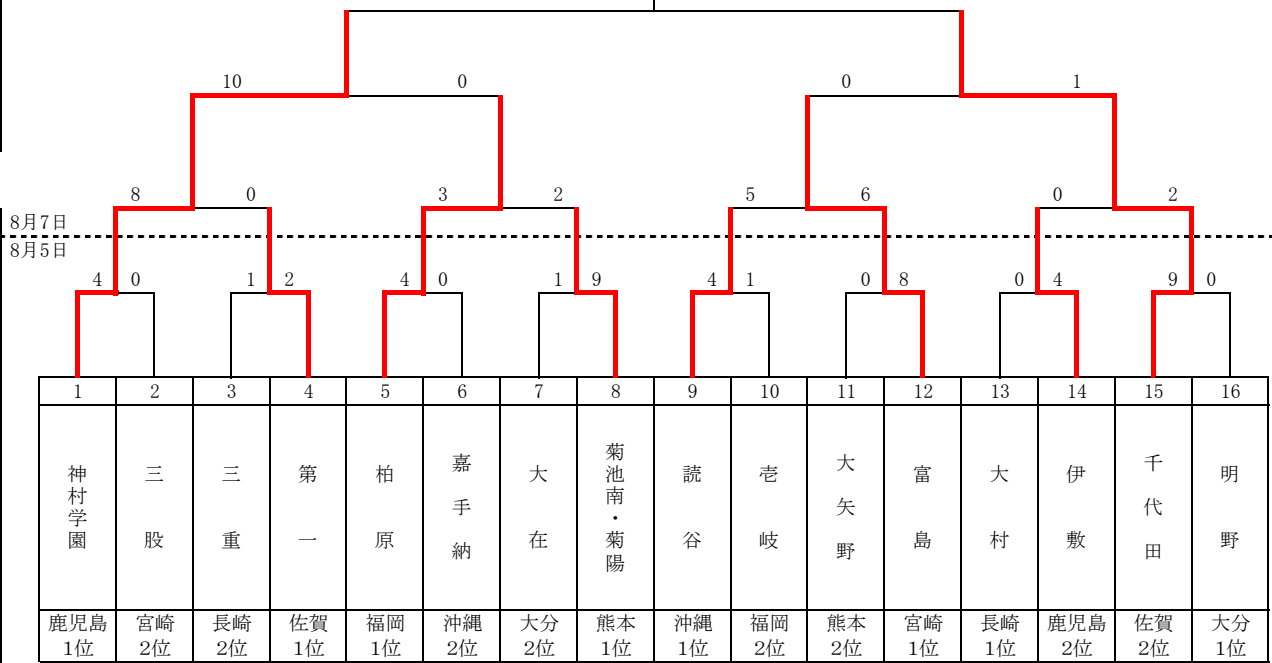 10 0 0 1
8 0 3 2 5 6 0 2
8月7日
8月5日
4 0 1 2 4 0 1 9 4 1 0 8 0 4 9 0
1 2 3 4 5 6 7 8 9 10 11 12 13 14 15 16
神村学園
三股
三重
第一
柏原
嘉手納
大在
菊池南・菊陽
読谷
壱岐
大矢野
富島
大村
伊敷
千代田
明野
鹿児島 宮崎 長崎 佐賀 福岡 沖縄 大分 熊本 沖縄 福岡 熊本 宮崎 長崎 鹿児島 佐賀 大分
1位 2位 2位 1位 1位 2位 2位 1位 1位 2位 2位 1位 1位 2位 2位 1位